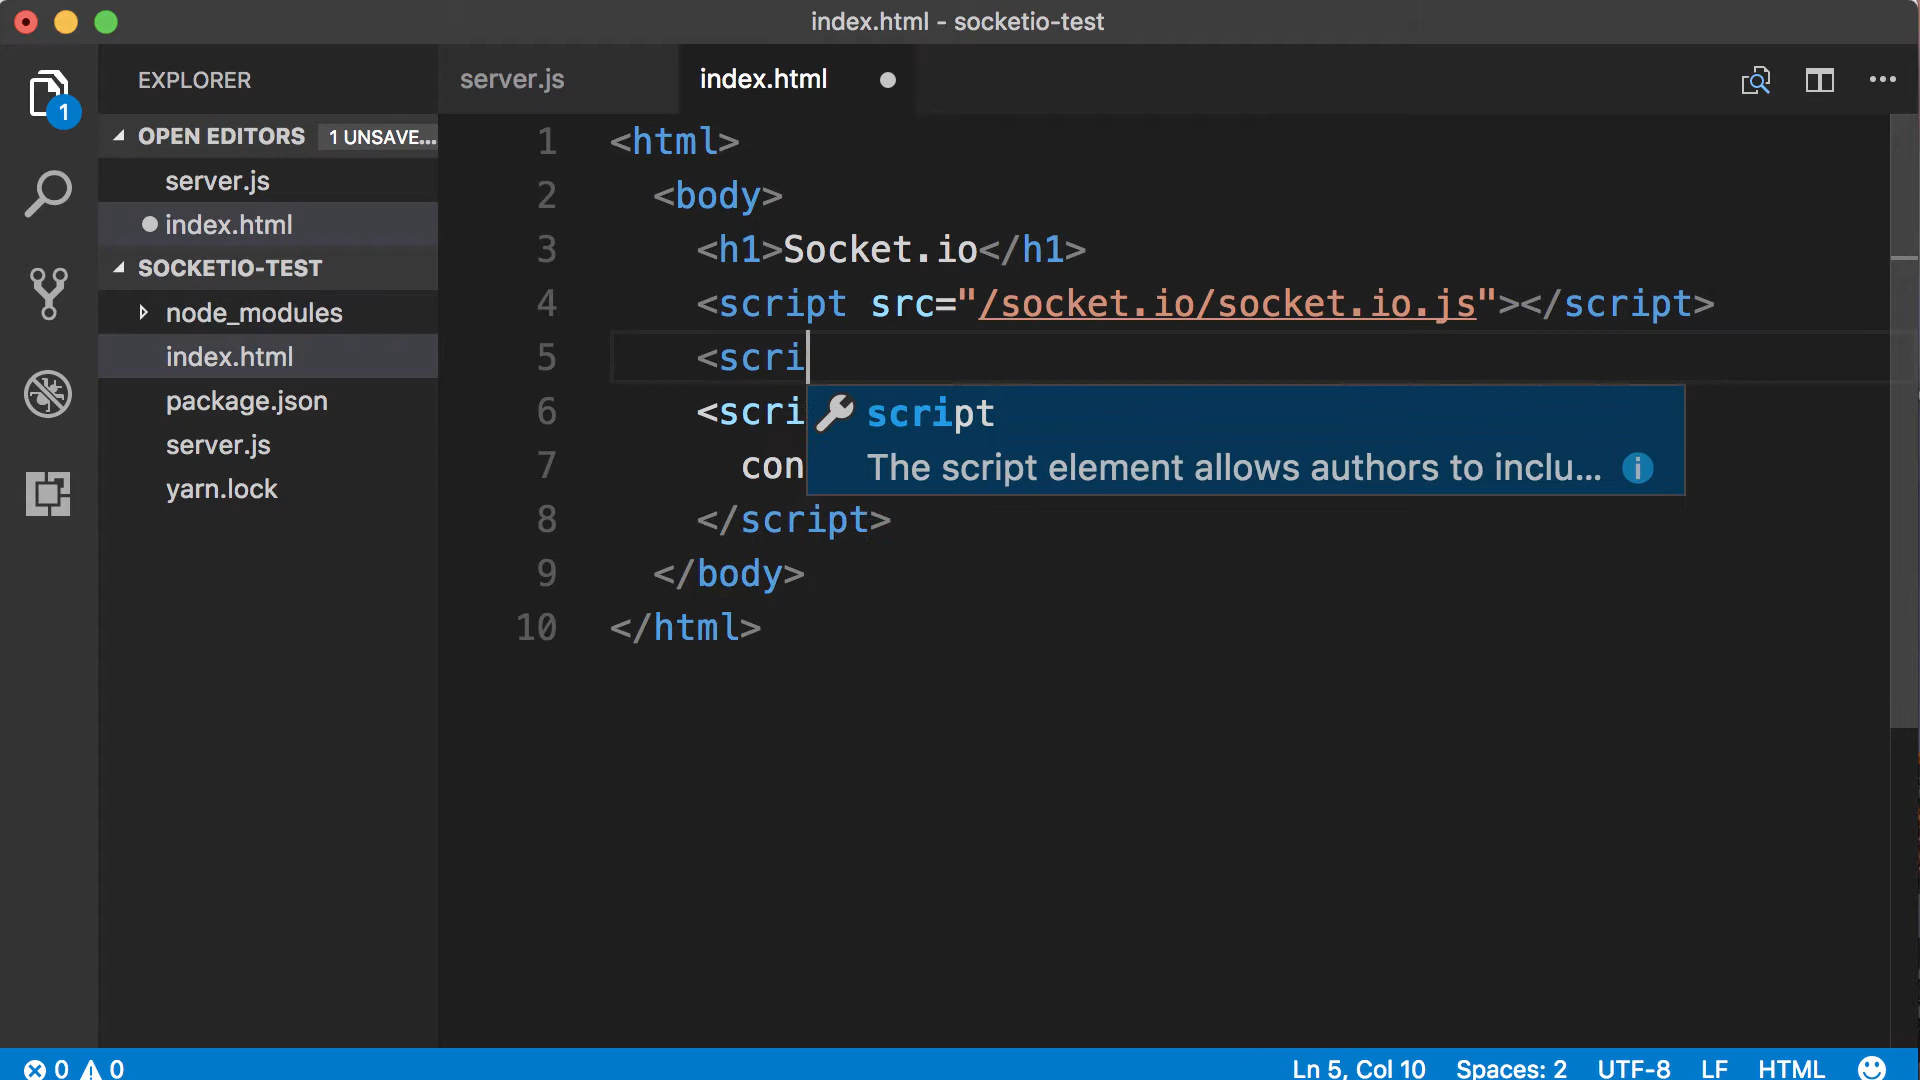 index.html - socketio-test
EXPLORER
server.js
index.html
1
OPEN EDITORS
1 UNSAVE...
server.js
index.html
SOCKETIO-TEST
node_modules
index.html
package.json
server.js
yarn.lock
1 <html>
2 <body>
3 <h1>Socket.io</h1>
4 <script src="/socket.io/socket.io.js"></script>
5 <scri
6 <scri
7 con
8 </script>
9 </body>
10 </html>
script
The script element allows authors to inclu...
0 0
Ln 5, Col 10
Spaces: 2
UTF-8
LF
HTML